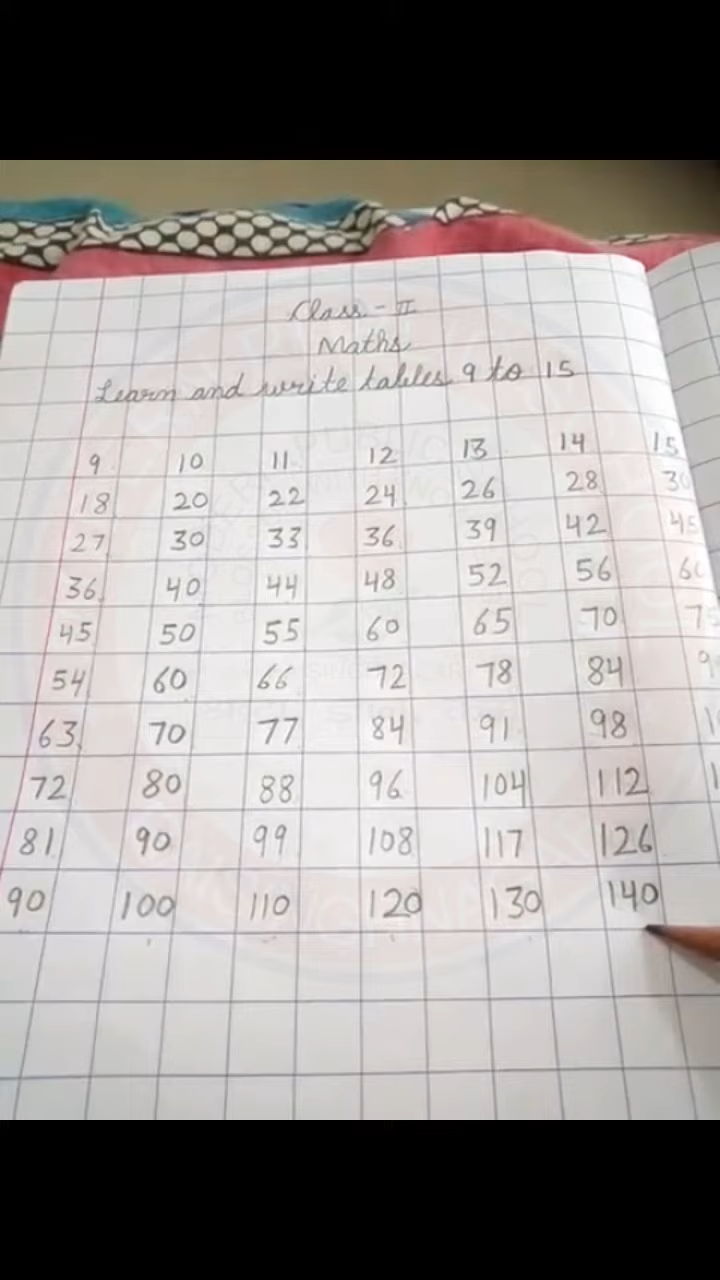 Class - II
Maths
Learn and write tables 9 to 15
9 10 11 12 13 14 15
18 20 22 24 26 28 30
27 30 33 36 39 42 45
36 40 44 48 52 56
45 50 55 60 65 70
54 60 66 72 78 84
63 70 77 84 91 98
72 80 88 96 104 112
81 90 99 108 117 126
90 100 110 120 130 140